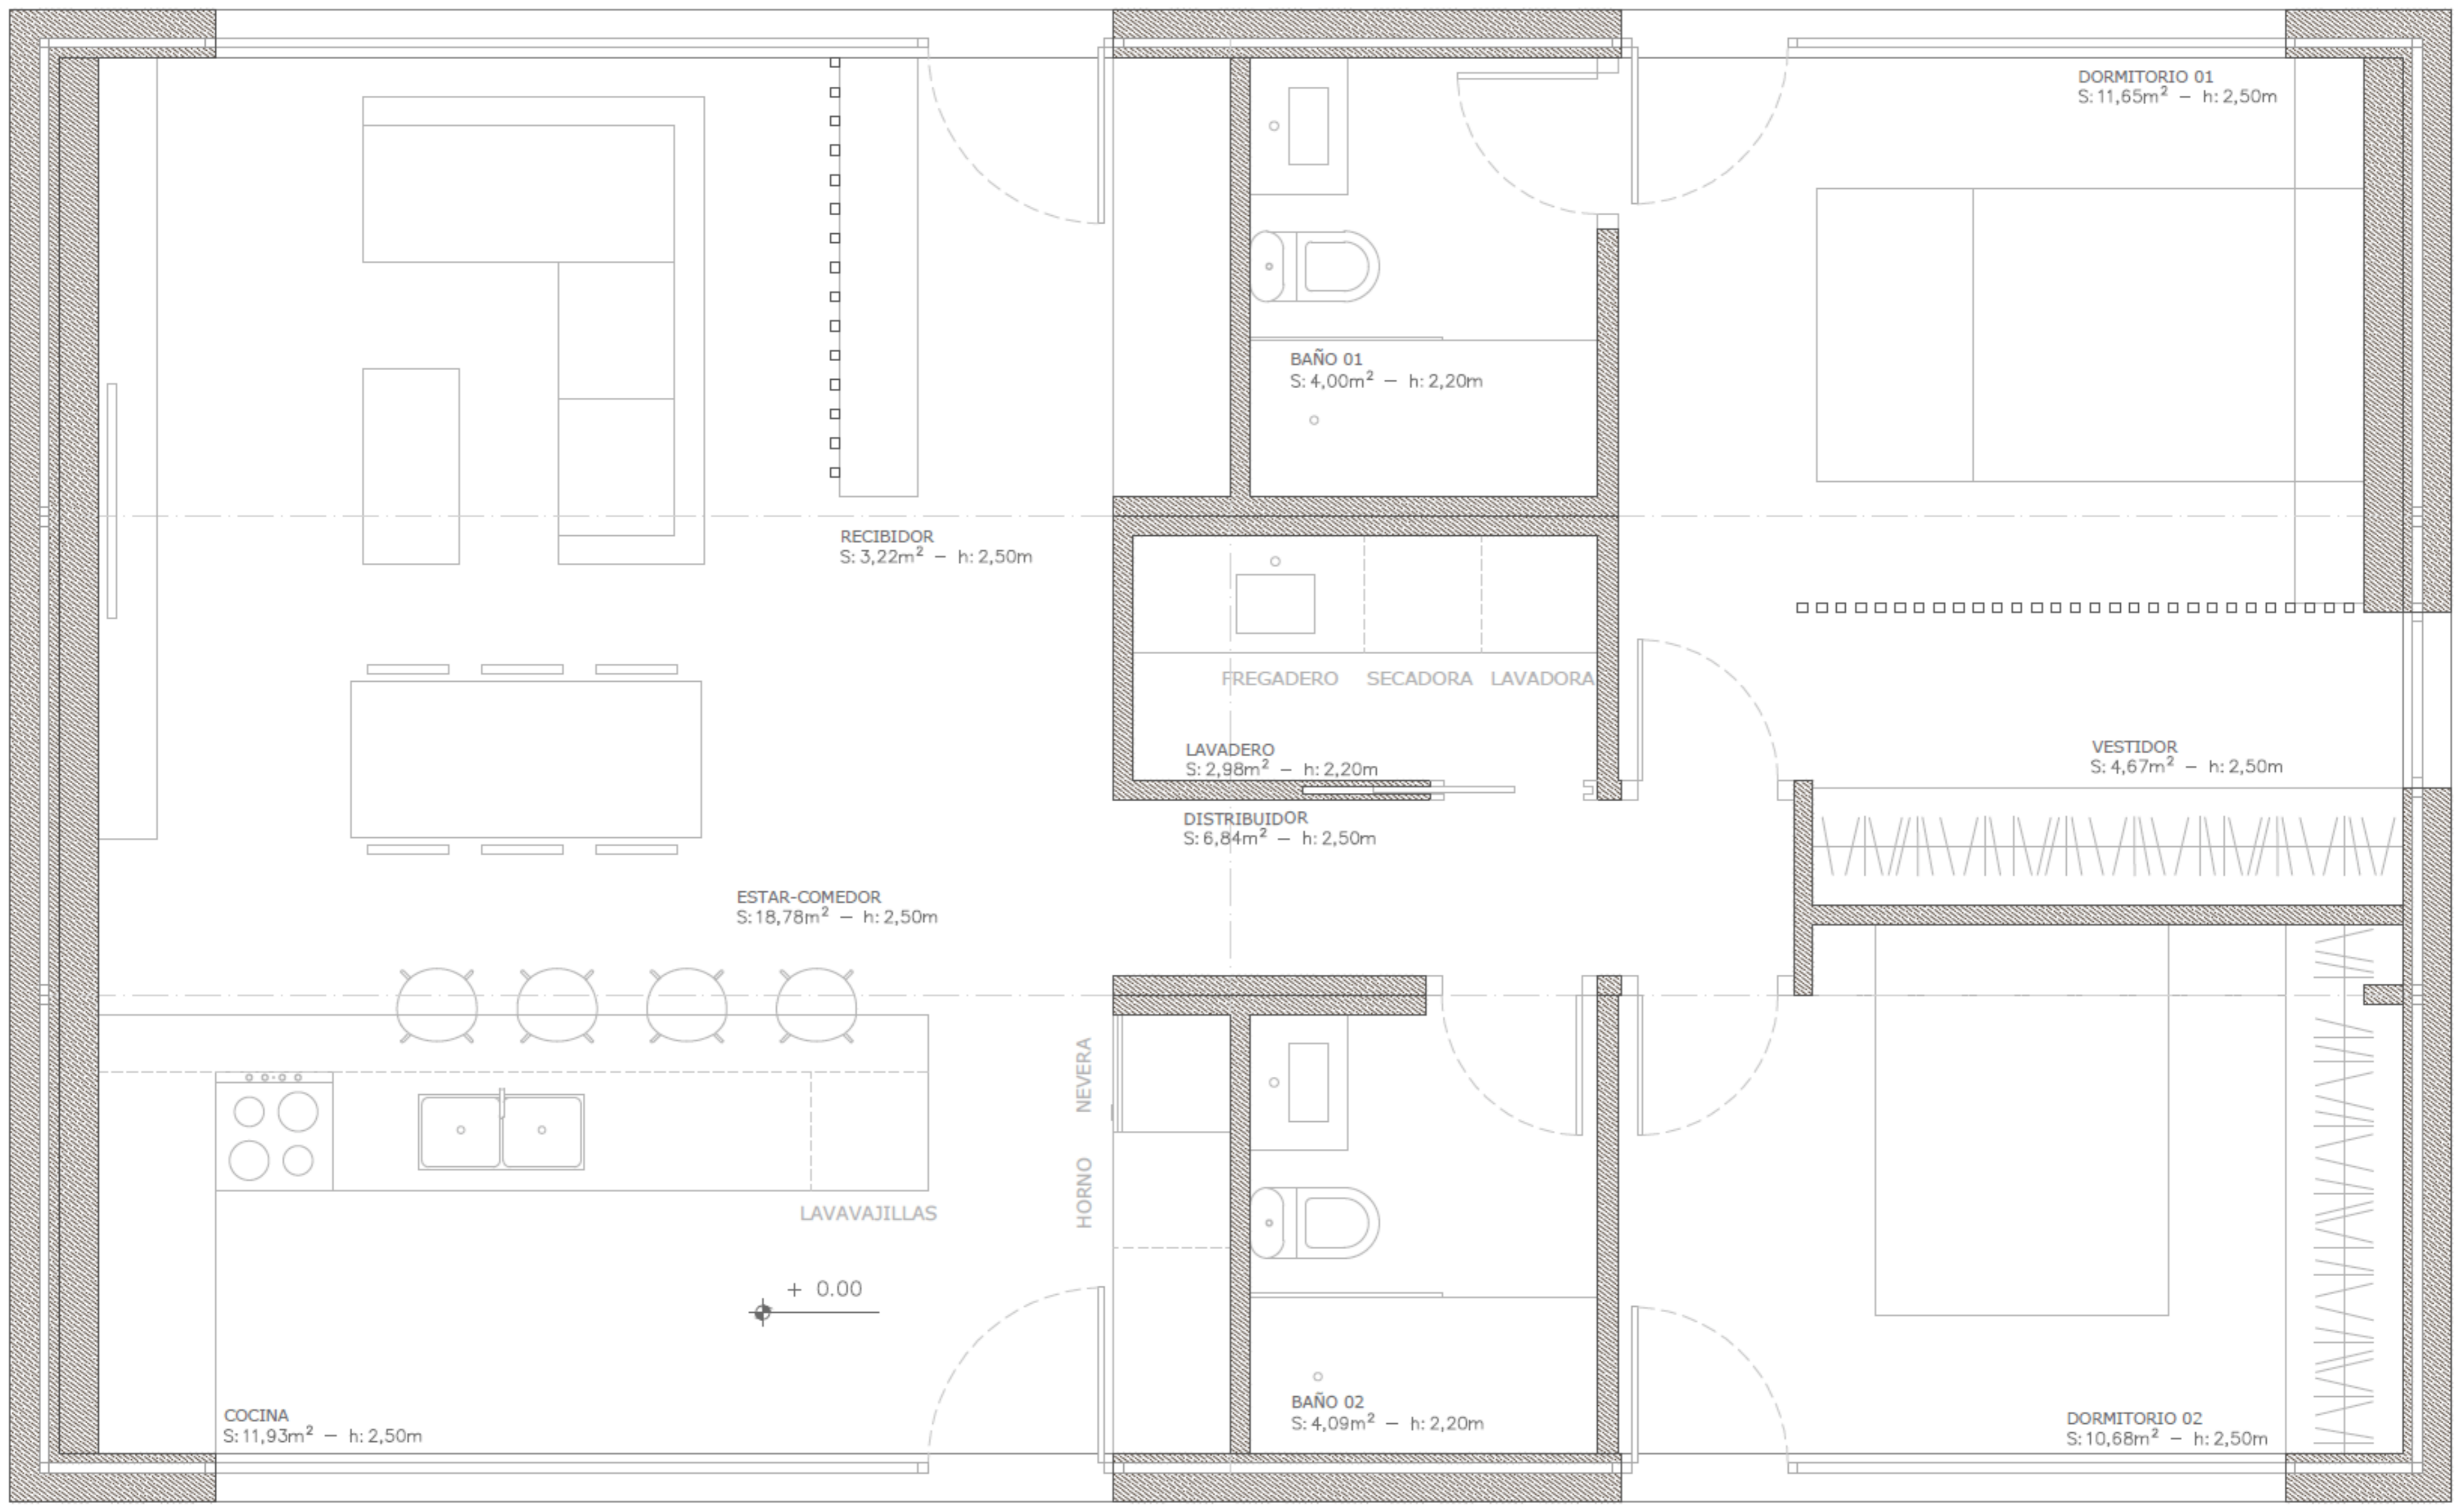 DORMITORIO 01
S: 11,65m² — h: 2,50m
BAÑO 01
S: 4,00m² — h: 2,20m
RECIBIDOR
S: 3,22m² — h: 2,50m
FREGADERO SECADORA LAVADORA
LAVADERO
S: 2,98m² — h: 2,20m
VESTIDOR
S: 4,67m² — h: 2,50m
DISTRIBUIDOR
S: 6,84m² — h: 2,50m
ESTAR-COMEDOR
S: 18,78m² — h: 2,50m
NEVERA
HORNO
LAVAVAJILLAS
+ 0.00
COCINA
S: 11,93m² — h: 2,50m
BAÑO 02
S: 4,09m² — h: 2,20m
DORMITORIO 02
S: 10,68m² — h: 2,50m